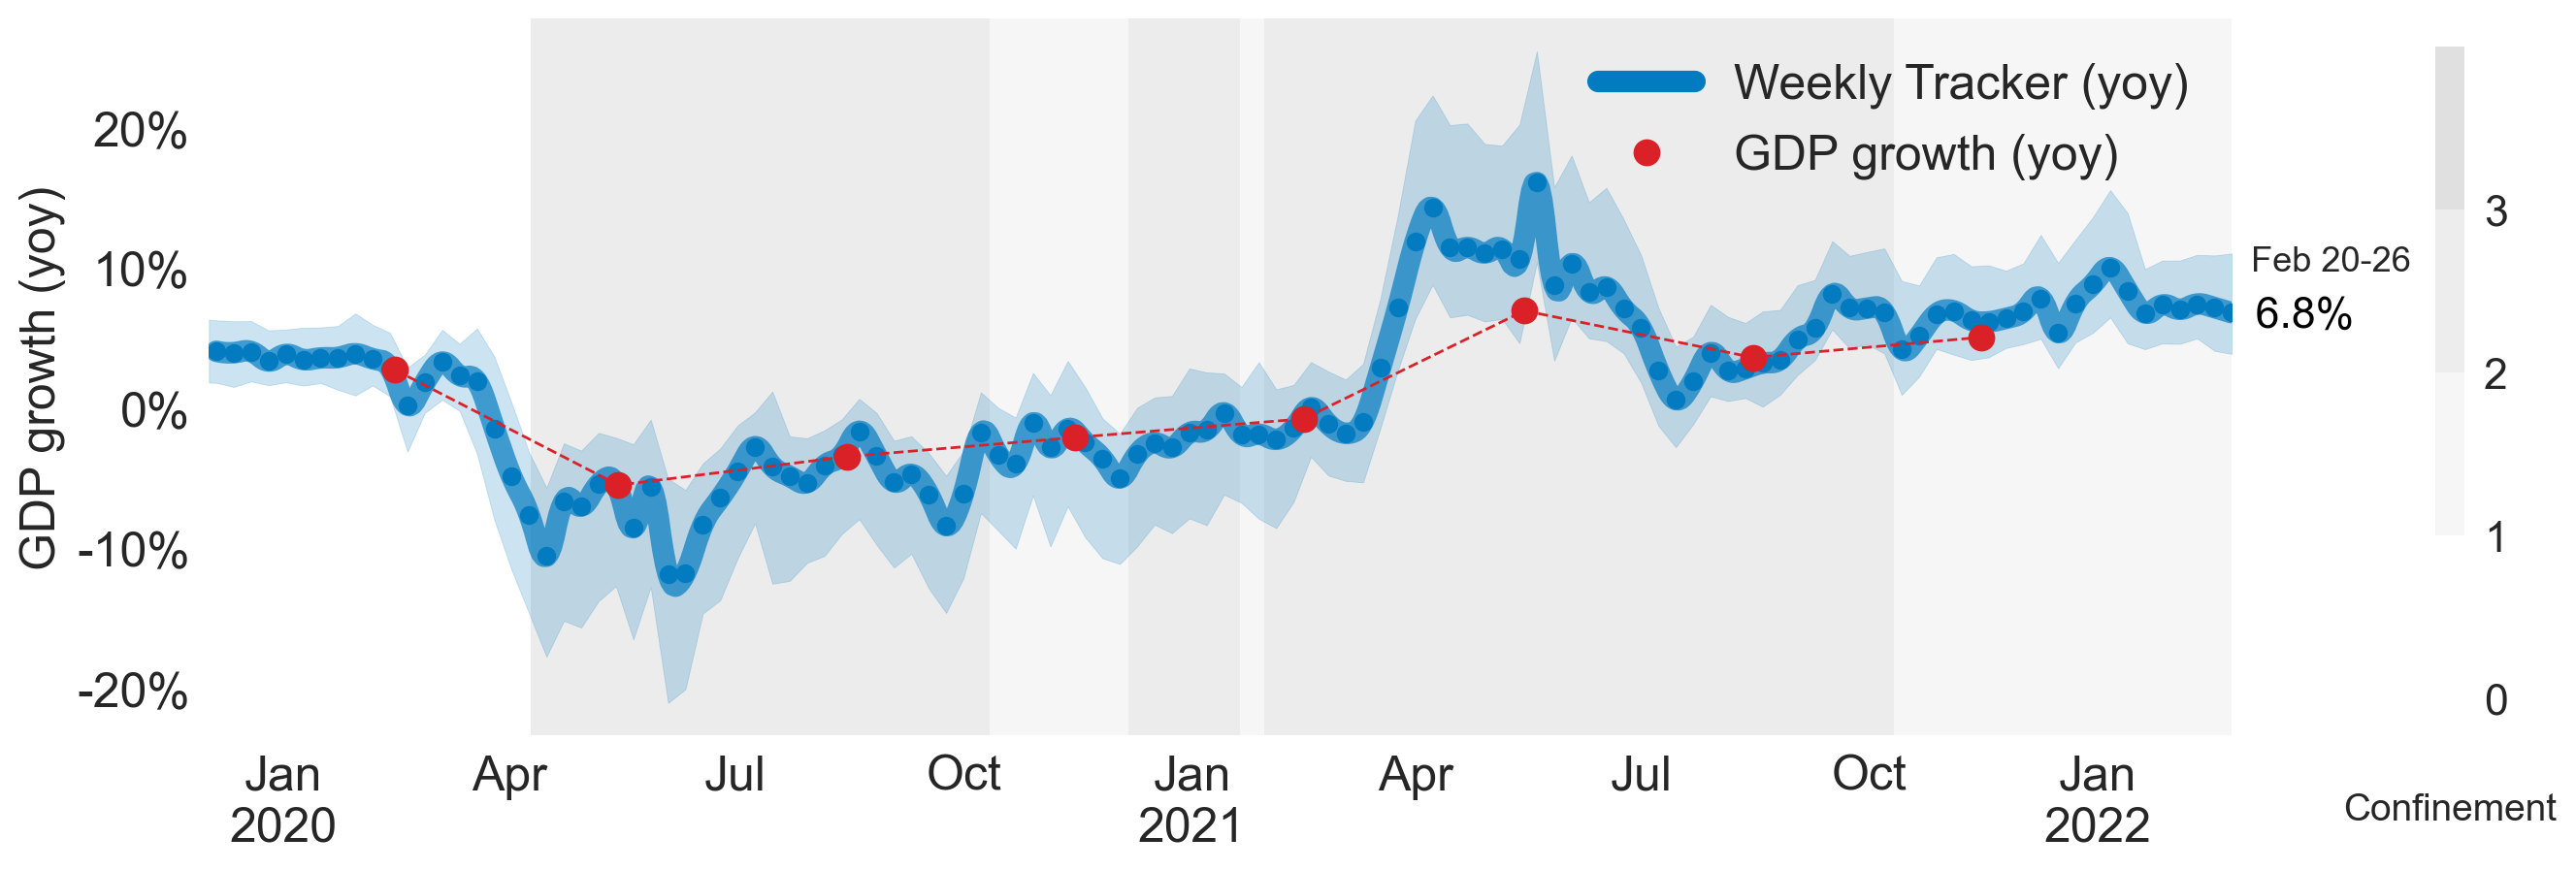 Weekly Tracker (yoy)
GDP growth (yoy)
GDP growth (yoy)
20%
10%
0%
-10%
-20%
Jan
2020
Apr
Jul
Oct
Jan
2021
Apr
Jul
Oct
Jan
2022
Feb 20-26
6.8%
3
2
1
0
Confinement